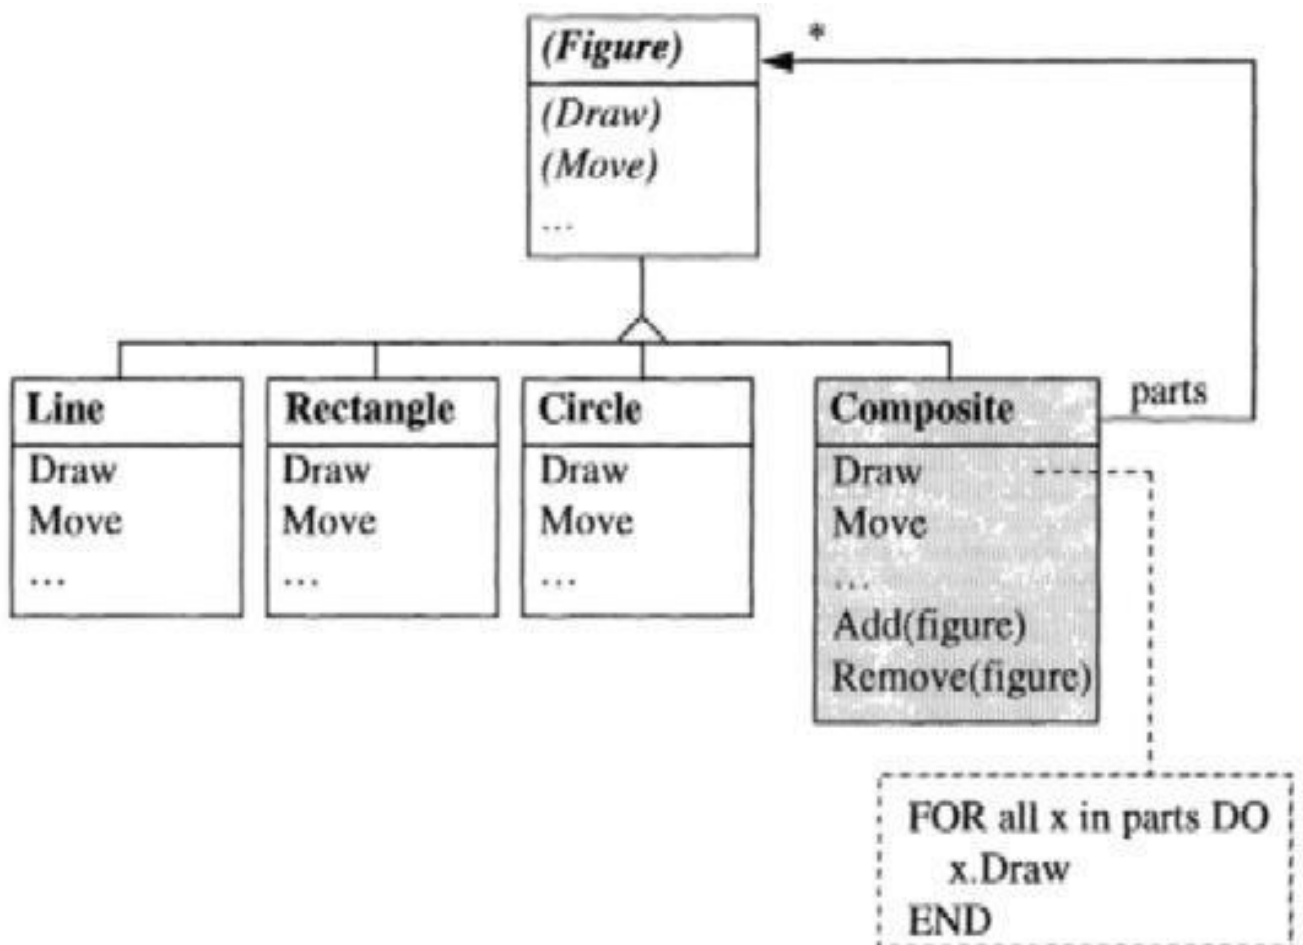 (Figure)
*
(Draw)
(Move)
...
Line
Draw
Move
...
Rectangle
Draw
Move
...
Circle
Draw
Move
...
Composite
Draw
Move
...
Add(figure)
Remove(figure)
parts
FOR all x in parts DO
x.Draw
END